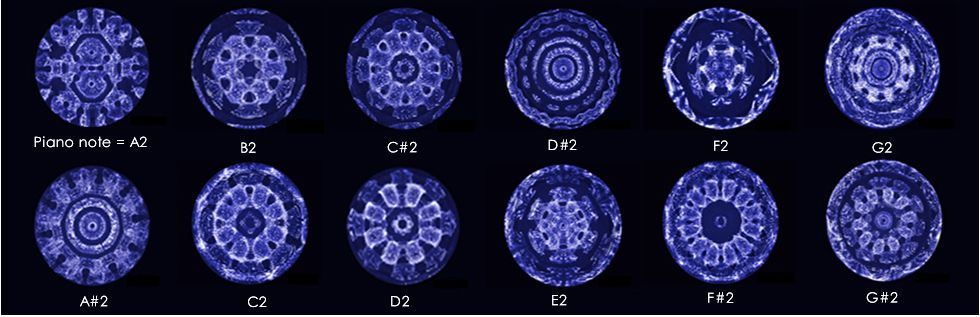 Piano note = A2
B2
C#2
D#2
F2
G2
A#2
C2
D2
E2
F#2
G#2